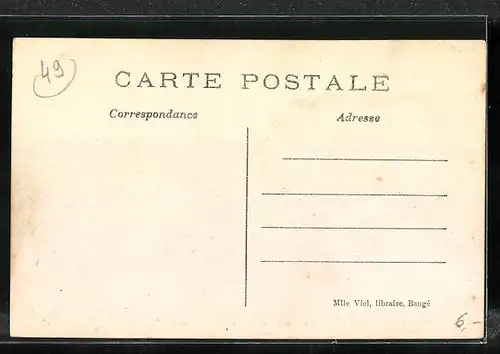 49
CARTE POSTALE
Correspondance
Adresse
Mlle Viel, libraire, Baugé
6,-